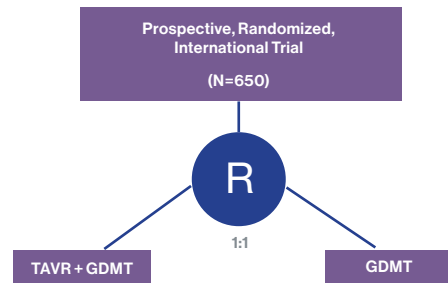 Prospective, Randomized,
International Trial
(N=650)
R
1:1
TAVR + GDMT
GDMT